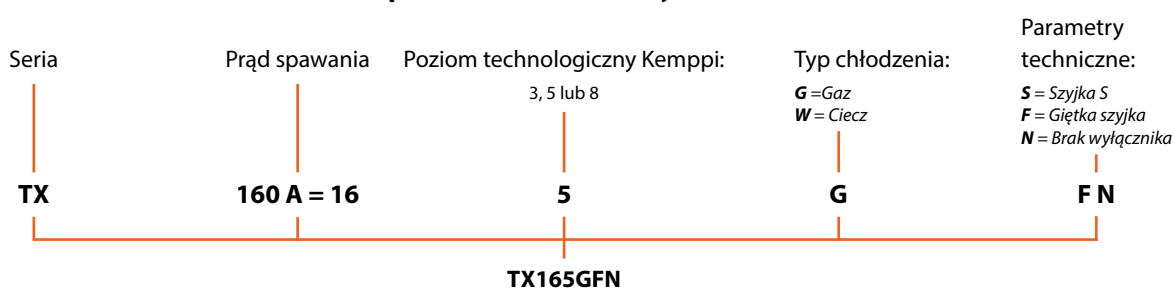 Seria
Prąd spawania
Poziom technologiczny Kemppi:
3, 5 lub 8
Typ chłodzenia:
G =Gaz
W = Ciecz
Parametry
techniczne:
S = Szyjka S
F = Giętka szyjka
N = Brak wyłącznika
TX
160 A = 16
5
G
F N
TX165GFN